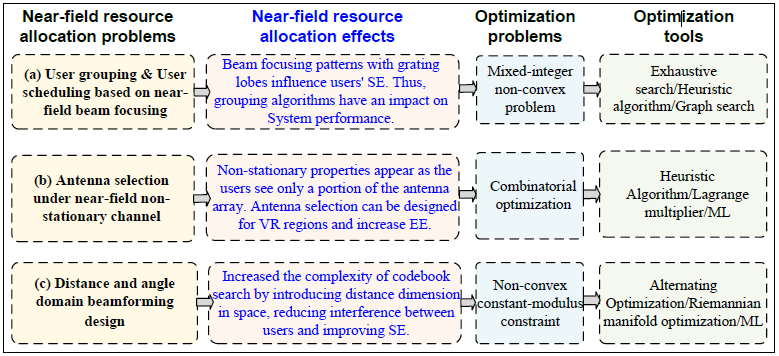 Near-field resource
allocation problems
Near-field resource
allocation effects
Optimization
problems
Optimization
tools
(a) User grouping & User
scheduling based on near-
field beam focusing
Beam focusing patterns with grating
lobes influence users' SE. Thus,
grouping algorithms have an impact on
System performance.
Mixed-integer
non-convex
problem
Exhaustive
search/Heuristic
algorithm/Graph search
(b) Antenna selection
under near-field non-
stationary channel
Non-stationary properties appear as the
users see only a portion of the antenna
array. Antenna selection can be designed
for VR regions and increase EE.
Combinatorial
optimization
Heuristic
Algorithm/Lagrange
multiplier/ML
(c) Distance and angle
domain beamforming
design
Increased the complexity of codebook
search by introducing distance dimension
in space, reducing interference between
users and improving SE.
Non-convex
constant-modulus
constraint
Alternating
Optimization/Riemannian
manifold optimization/ML